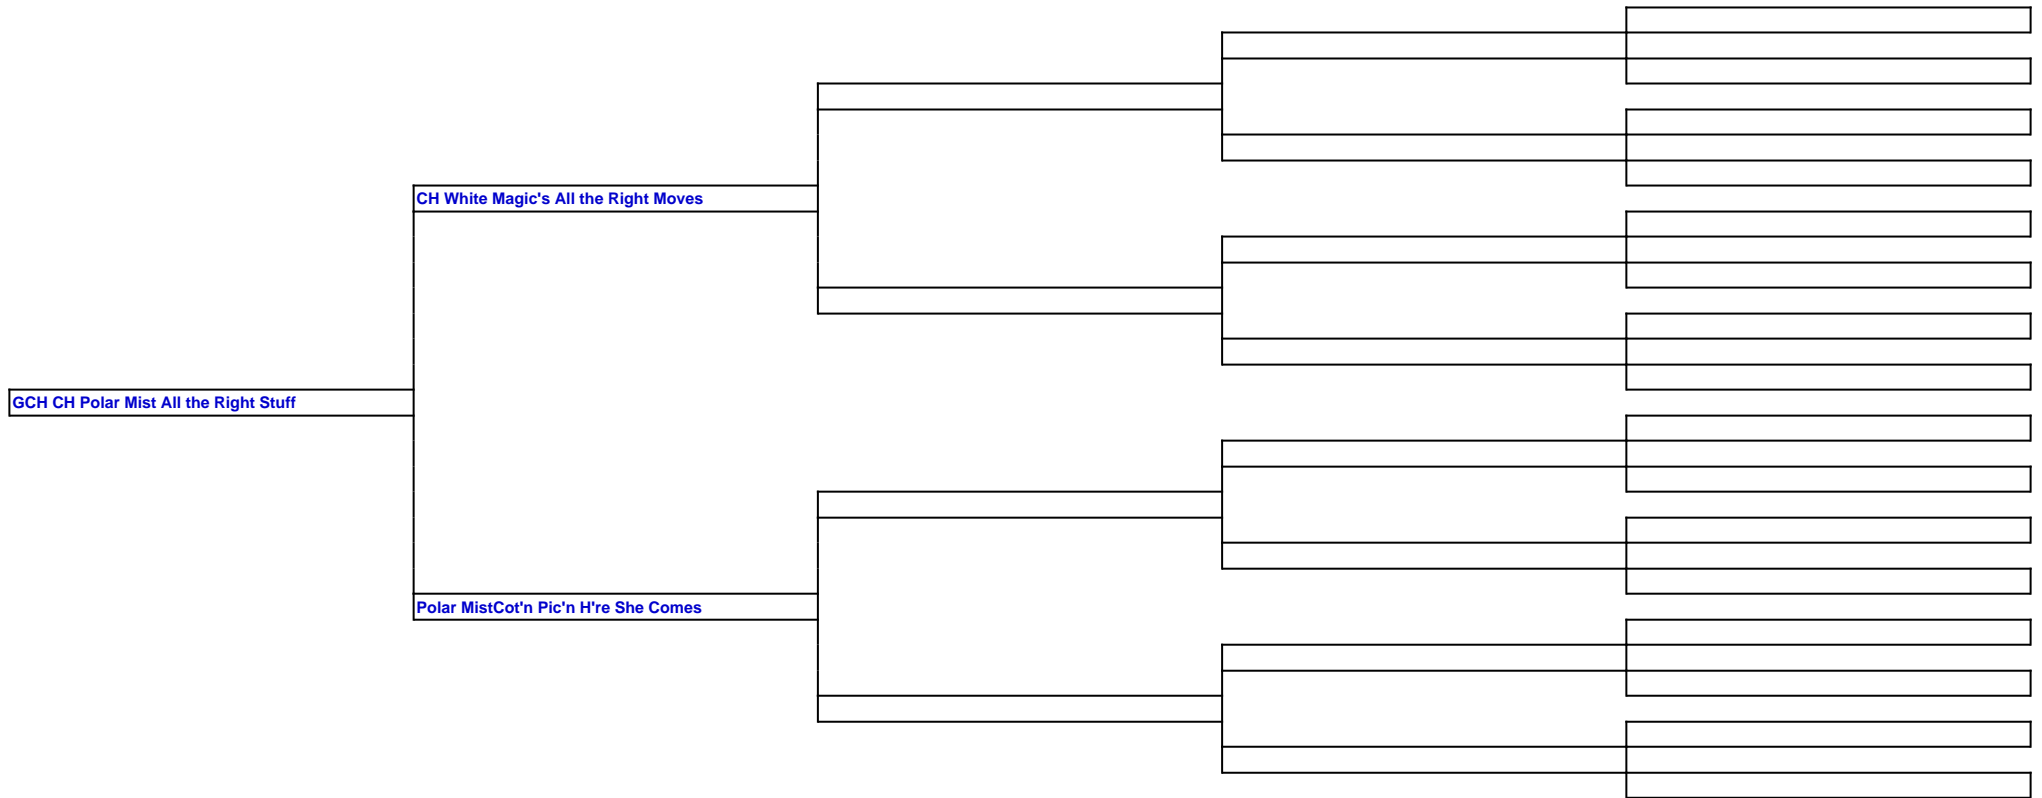 CH White Magic's All the Right Moves
GCH CH Polar Mist All the Right Stuff
Polar MistCot'n Pic'n H're She Comes